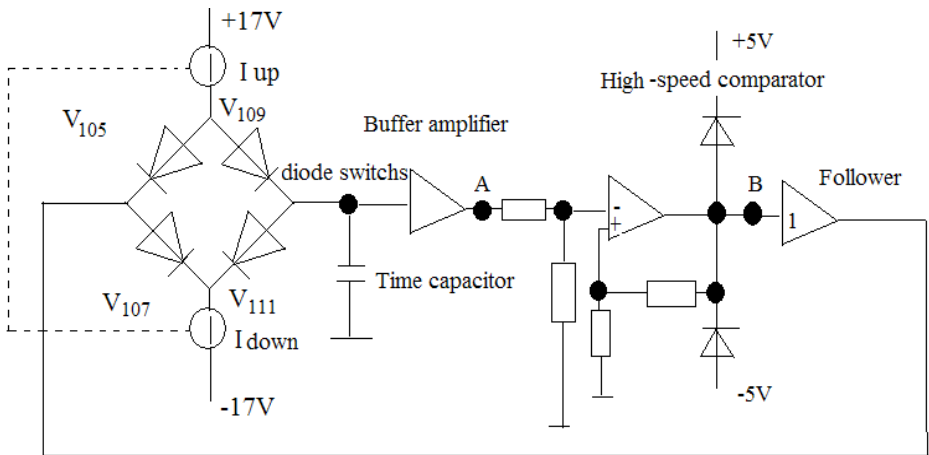 +17V
I up
V105
V109
diode switchs
Buffer amplifier
A
Time capacitor
V107
V111
I down
-17V
-
+
+5V
High -speed comparator
B
Follower
1
-5V